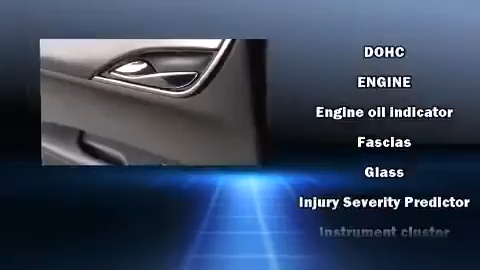 DOHC
ENGINE
Engine oil indicator
Fascias
Glass
Injury Severity Predictor
Instrument cluster